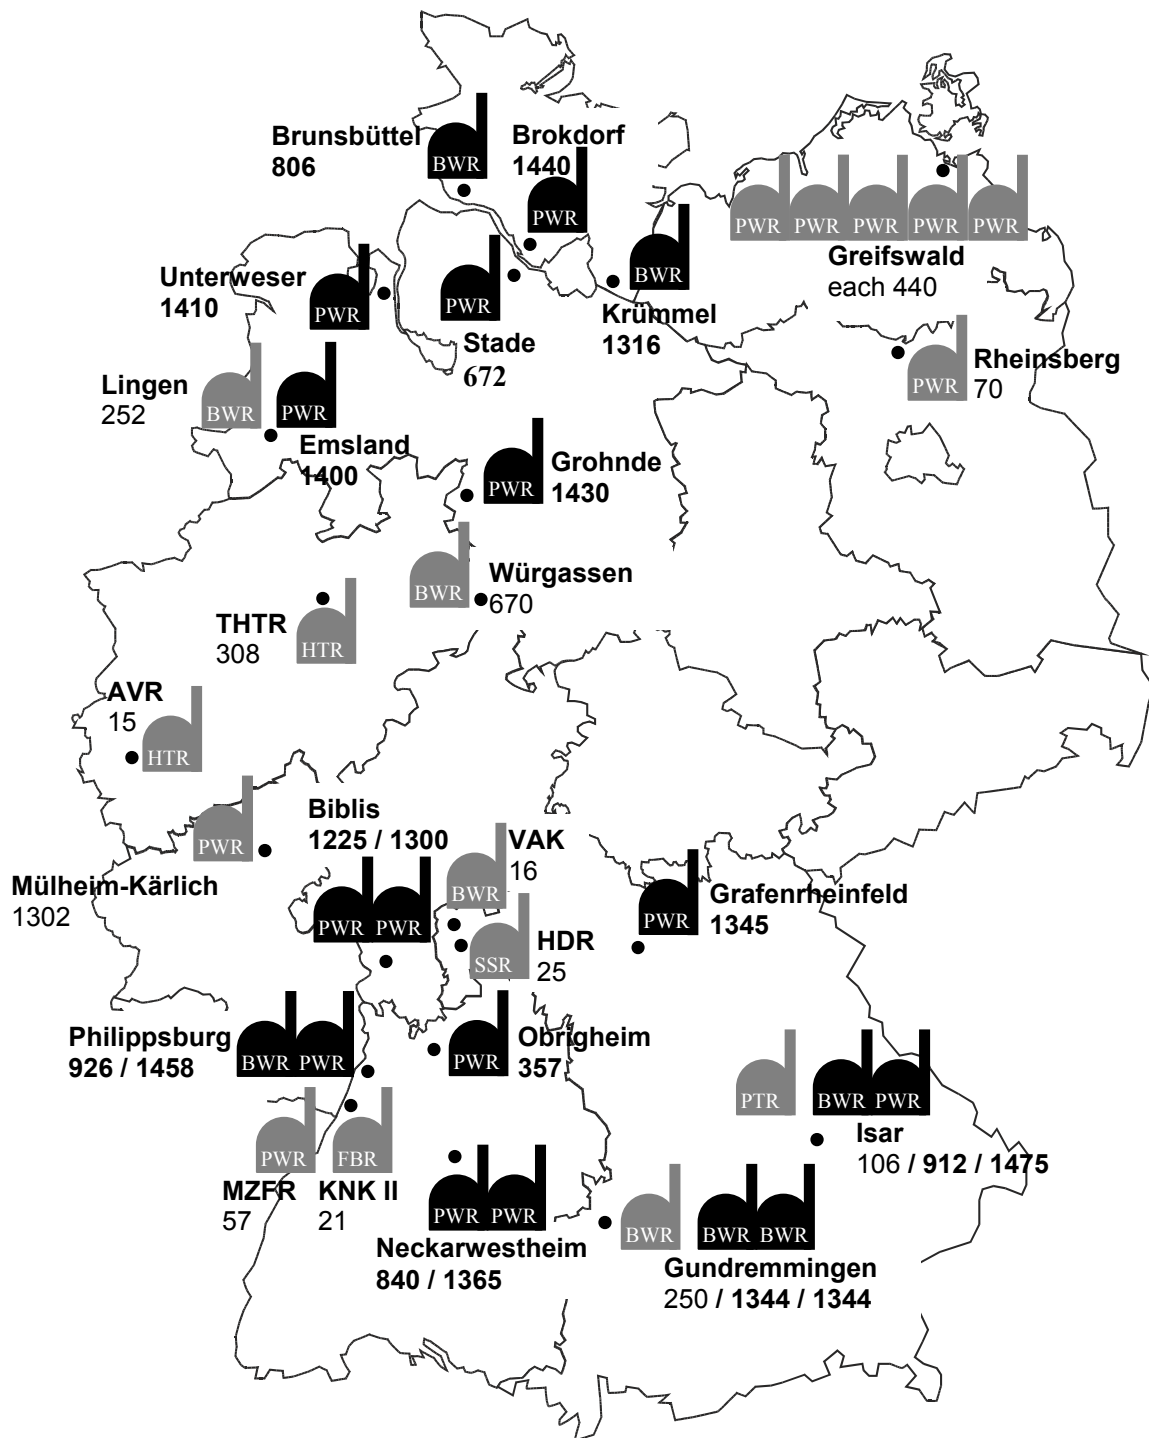 Brunsbüttel
806
BWR
Brokdorf
1440
PWR
PWR PWR PWR PWR PWR
Greifswald
each 440
Unterweser
1410
PWR
PWR
Stade
672
BWR
Krümmel
1316
PWR
Rheinsberg
70
Lingen
252
BWR
PWR
Emsland
1400
PWR
Grohnde
1430
BWR
Würgassen
670
THTR
308
HTR
AVR
15
HTR
PWR
Mülheim-Kärlich
1302
Biblis
1225 / 1300
PWR PWR
VAK
16
BWR
HDR
25
SSR
PWR
Grafenrheinfeld
1345
Philippsburg
926 / 1458
BWR PWR
PWR
Obrigheim
357
PTR
BWR PWR
Isar
106 / 912 / 1475
PWR
MZFR
57
FBR
KNK II
21
PWR PWR
Neckarwestheim
840 / 1365
BWR
BWR BWR
Gundremmingen
250 / 1344 / 1344